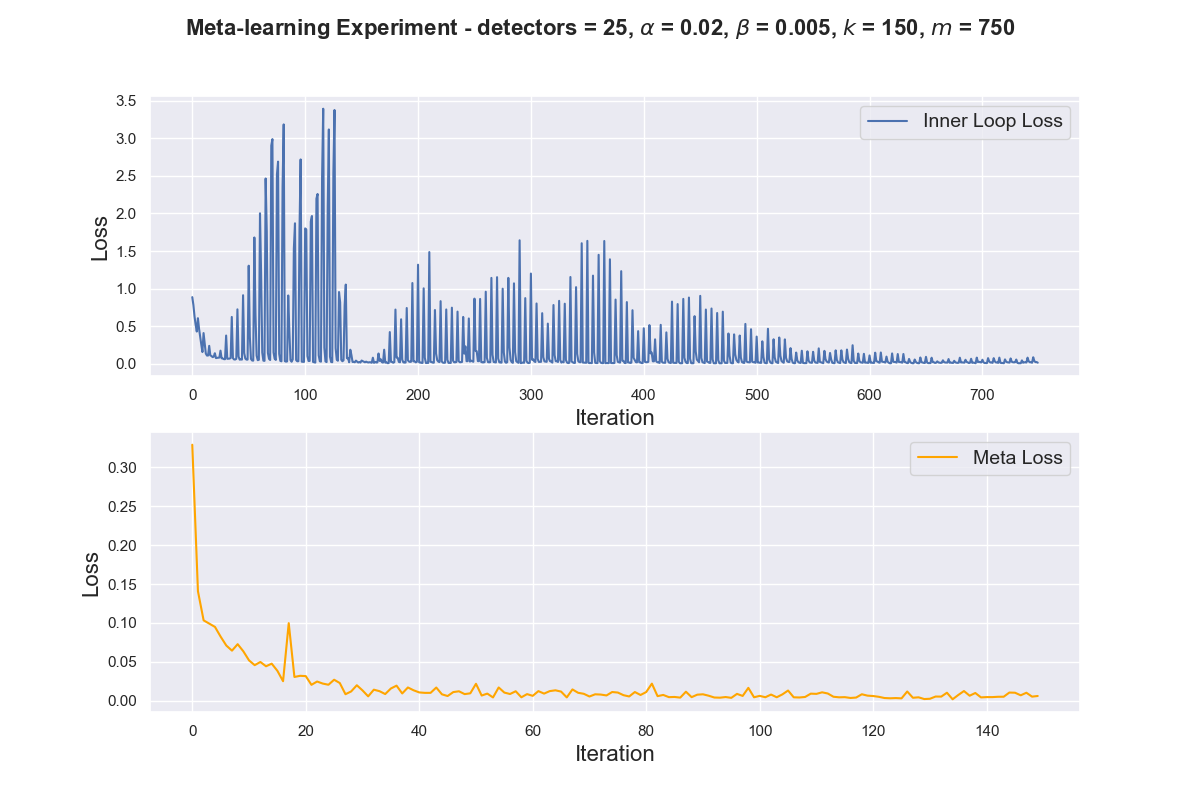 Meta-learning Experiment - detectors = 25, α = 0.02, β = 0.005, k = 150, m = 750
Inner Loop Loss
Loss
3.5
3.0
2.5
2.0
1.5
1.0
0.5
0.0
0 100 200 300 400 500 600 700
Iteration
Meta Loss
Loss
0.30
0.25
0.20
0.15
0.10
0.05
0.00
0 20 40 60 80 100 120 140
Iteration